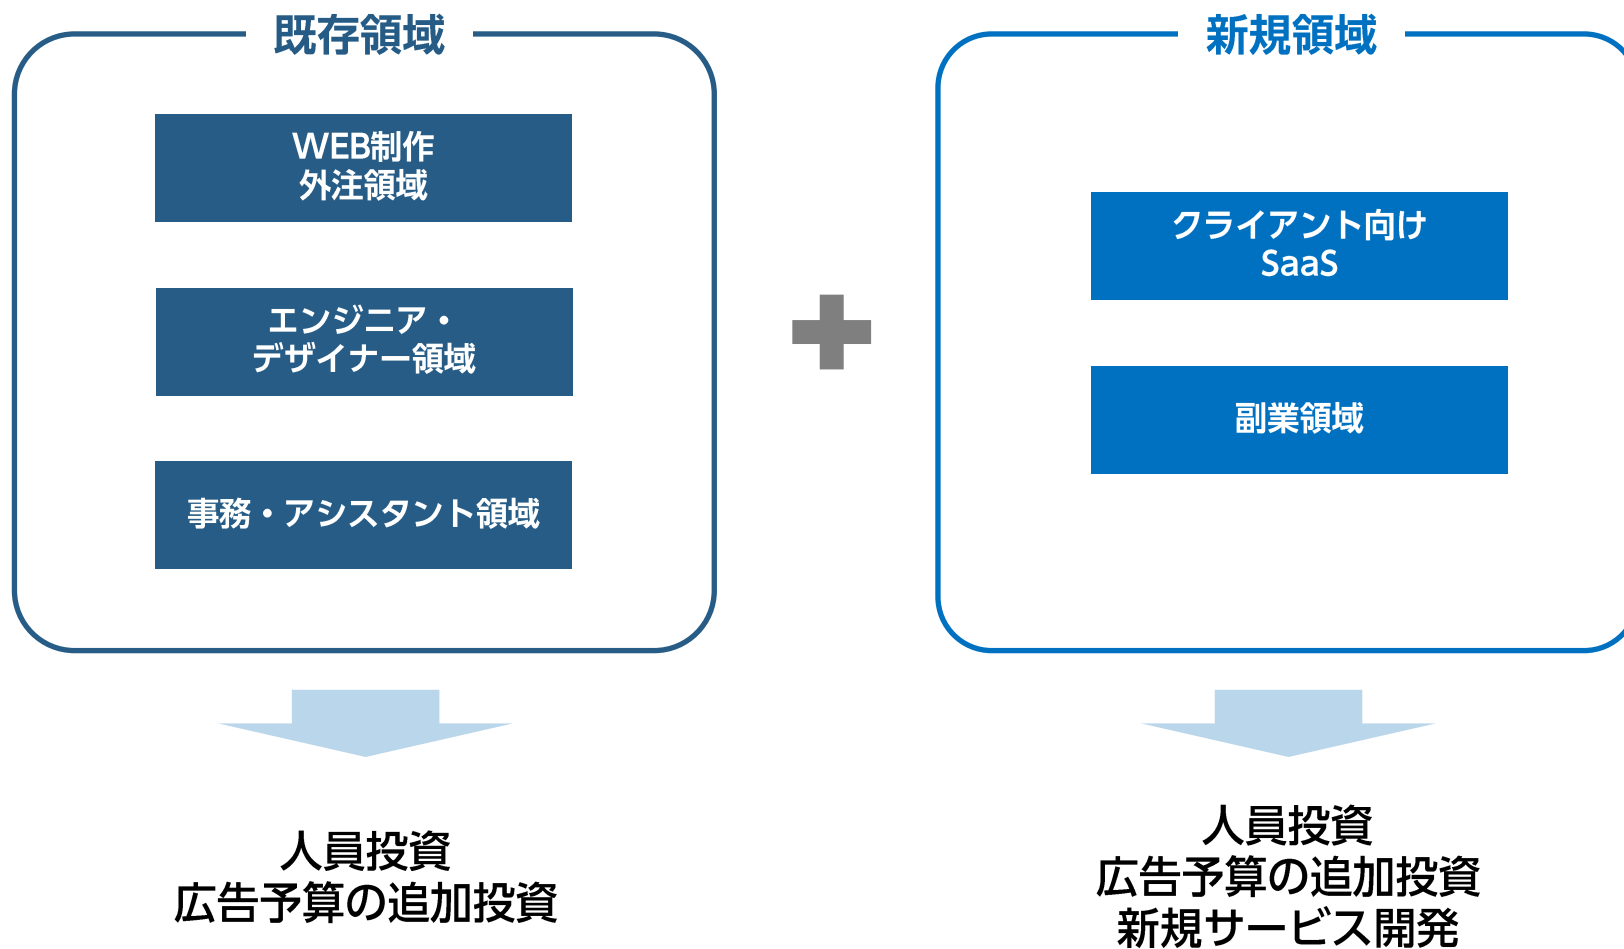 既存領域
WEB制作
外注領域
エンジニア・
デザイナー領域
事務・アシスタント領域
人員投資
広告予算の追加投資
新規領域
クライアント向け
SaaS
副業領域
人員投資
広告予算の追加投資
新規サービス開発